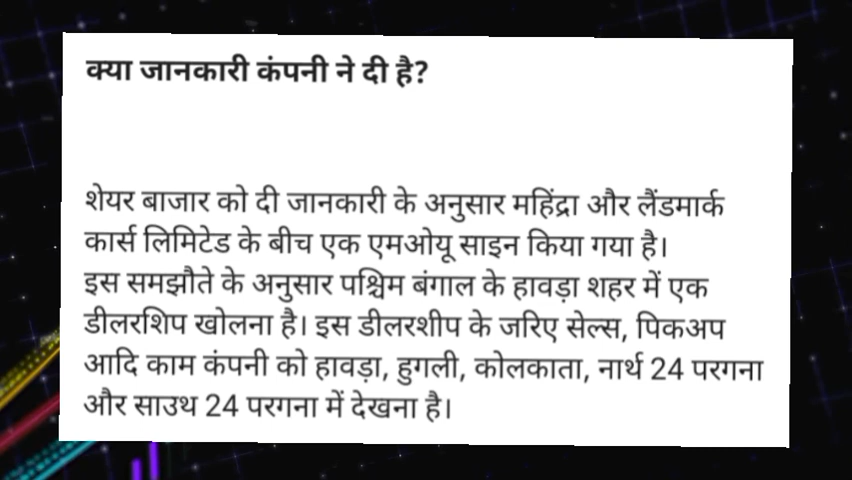 क्या जानकारी कंपनी ने दी है?
शेयर बाजार को दी जानकारी के अनुसार महिंद्रा और लैंडमार्क
कार्स लिमिटेड के बीच एक एमओयू साइन किया गया है।
इस समझौते के अनुसार पश्चिम बंगाल के हावड़ा शहर में एक
डीलरशिप खोलना है। इस डीलरशीप के जरिए सेल्स, पिकअप
आदि काम कंपनी को हावड़ा, हुगली, कोलकाता, नार्थ 24 परगना
और साउथ 24 परगना में देखना है।